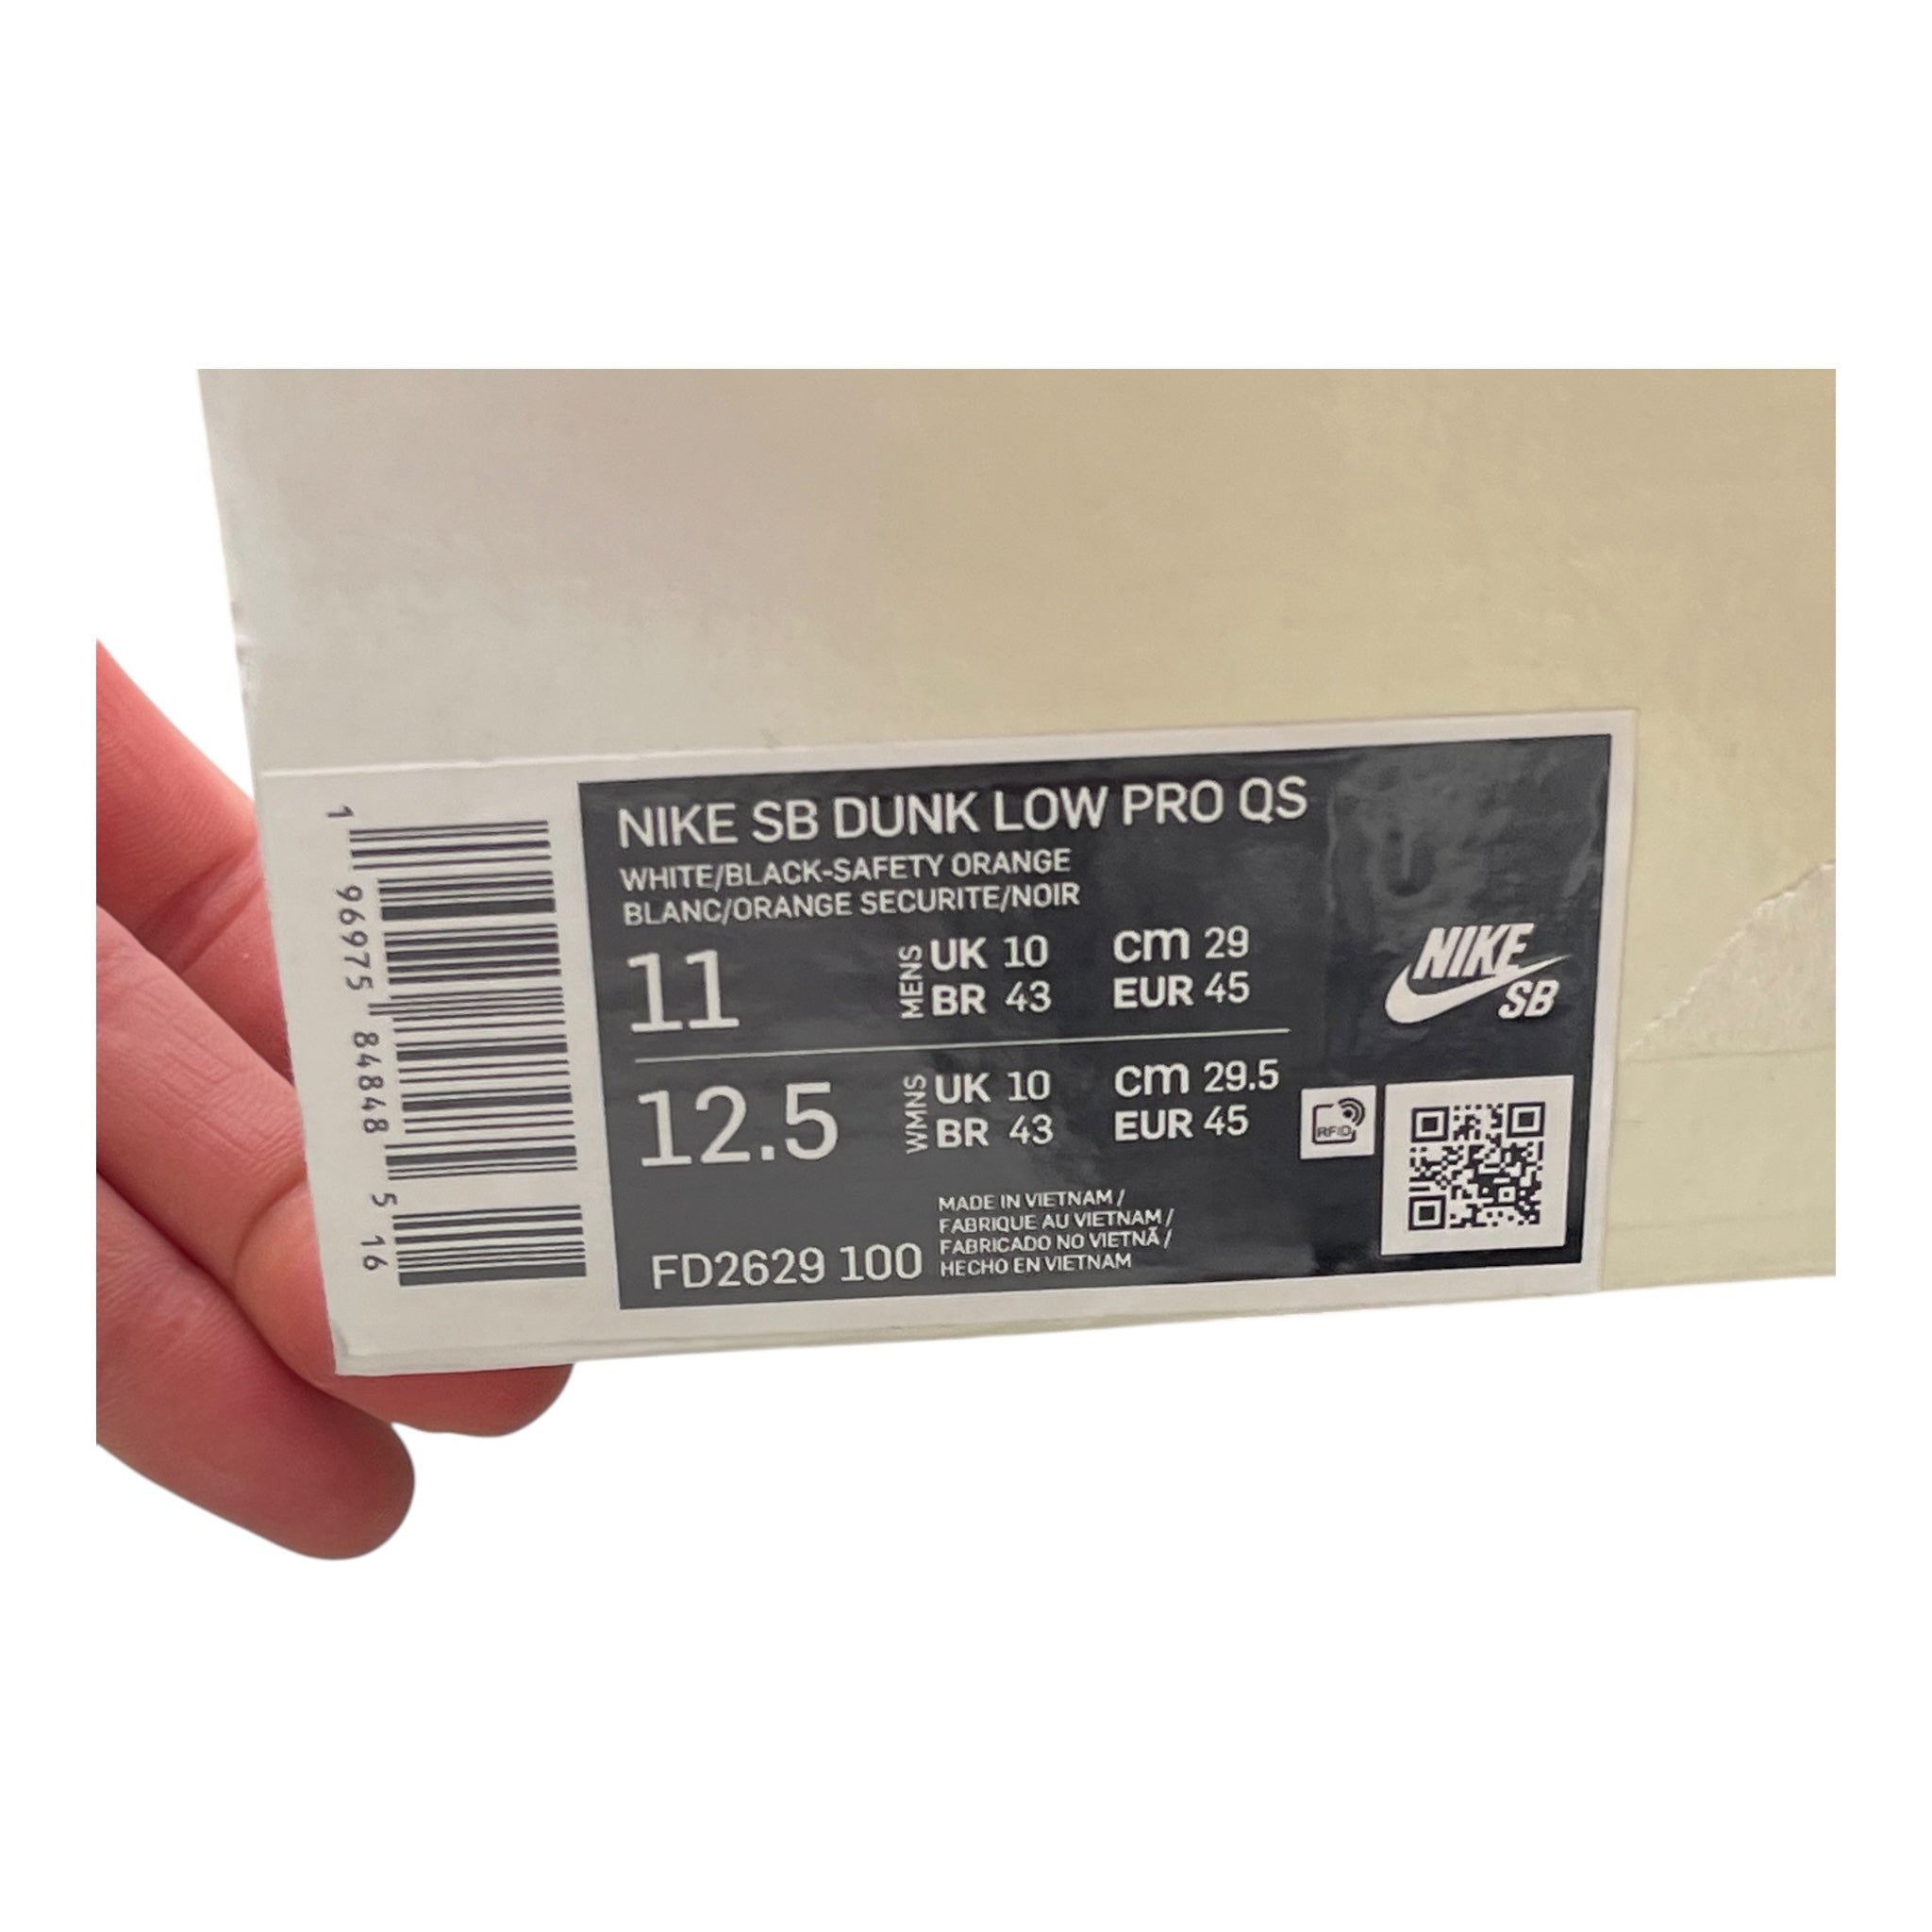 NIKE SB DUNK LOW PRO QS
WHITE/BLACK-SAFETY ORANGE
BLANC/ORANGE SECURITE/NOIR
11 MENS UK 10 cm 29
BR 43 EUR 45
12.5 WMNS UK 10 cm 29.5
BR 43 EUR 45
MADE IN VIETNAM /
FABRIQUE AU VIETNAM /
FABRICADO NO VIETNÃ /
HECHO EN VIETNAM
FD2629 100
NIKE
SB
RFID
1 96975 84848 5 16